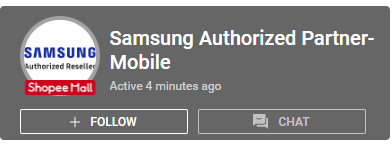 SAMSUNG
Authorized Reseller
Shopee Mall
Samsung Authorized Partner-
Mobile
Active 4 minutes ago
+ FOLLOW
CHAT